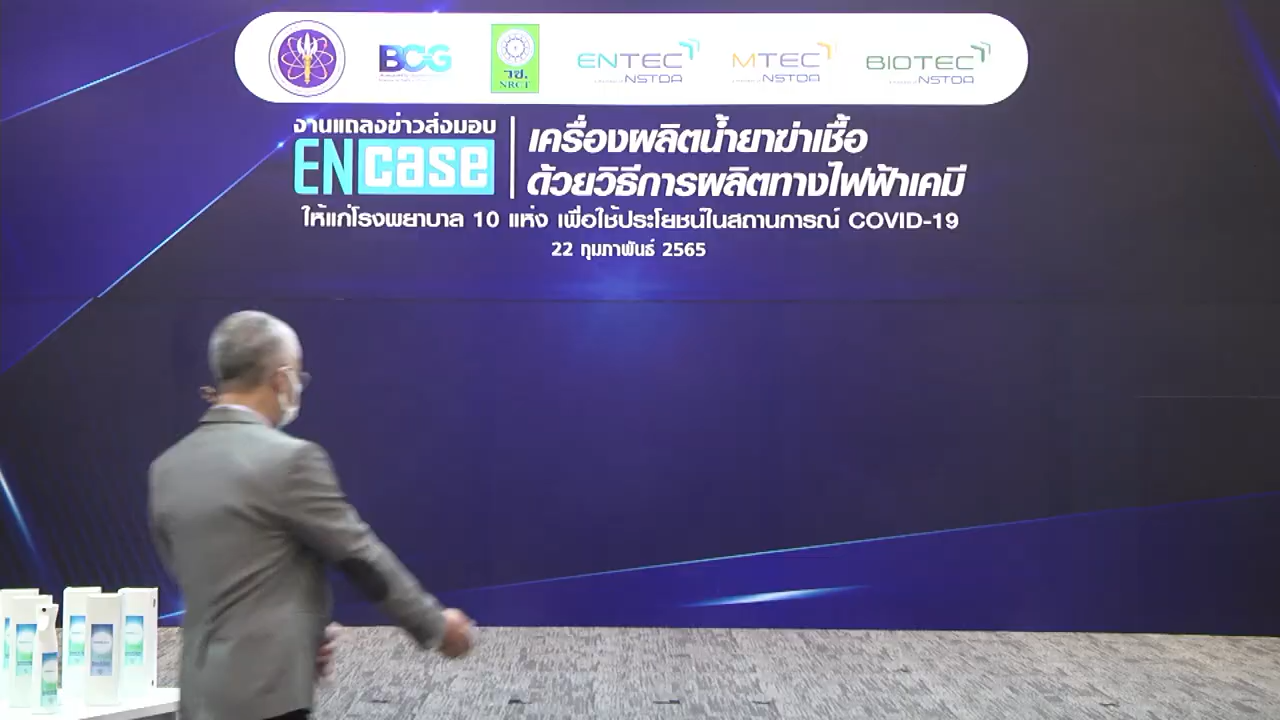 BCG
วช.
NRCT
ENTEC
NSTDA
MTEC
NSTDA
BIOTEC
NSTDA
งานแถลงข่าวส่งมอบ
ENcase
เครื่องผลิตน้ำยาฆ่าเชื้อ
ด้วยวิธีการผลิตทางไฟฟ้าเคมี
ให้แก่โรงพยาบาล 10 แห่ง เพื่อใช้ประโยชน์ในสถานการณ์ COVID-19
22 กุมภาพันธ์ 2565